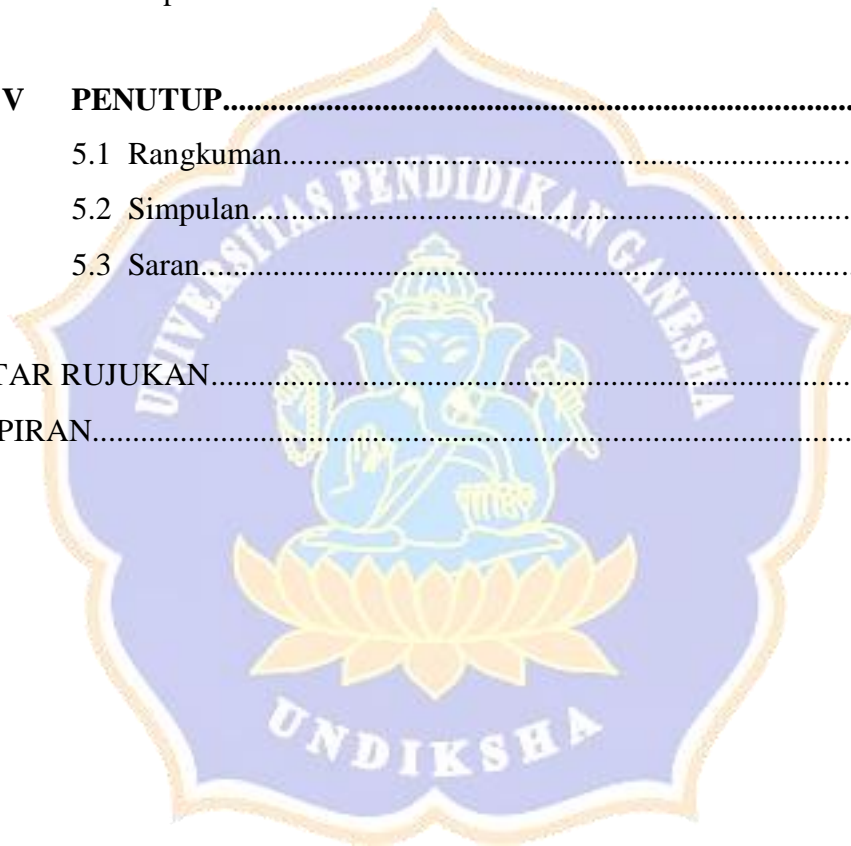 V PENUTUP
5.1 Rangkuman
5.2 Simpulan
5.3 Saran
TAR RUJUKAN
PIRAN
UNIVERSITAS PENDIDIKAN GANESHA
UNDIKSHA